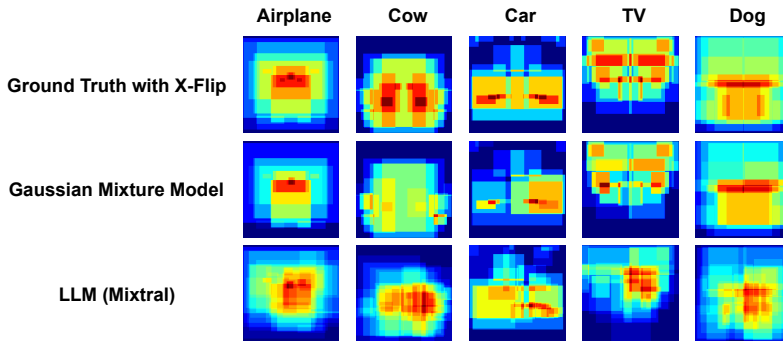 Airplane Cow Car TV Dog
Ground Truth with X-Flip
Gaussian Mixture Model
LLM (Mixtral)